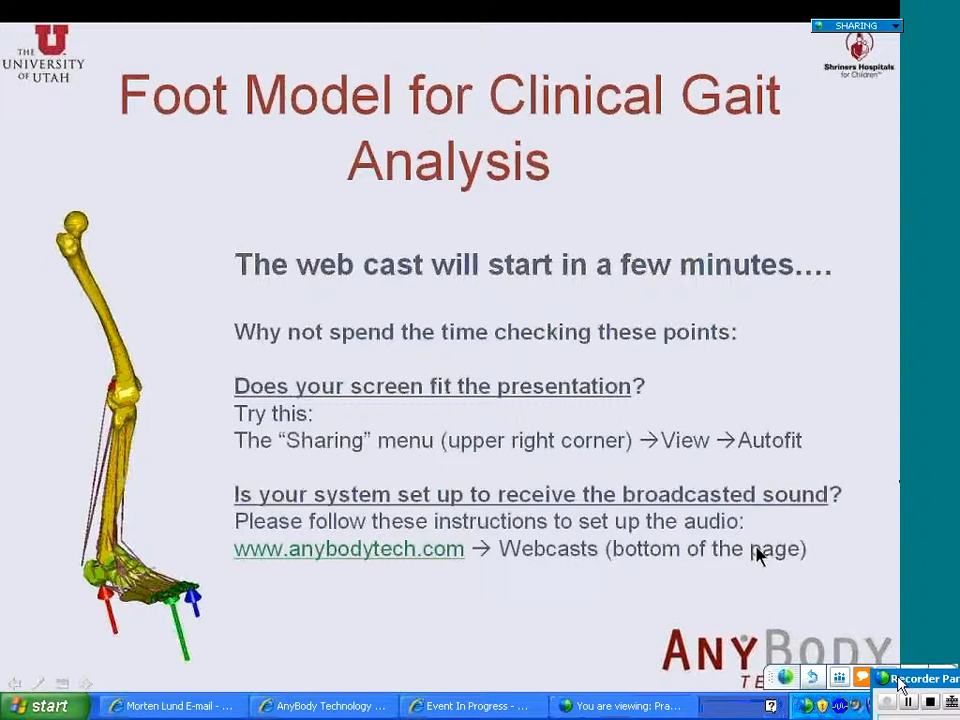 SHARING
THE
UNIVERSITY
OF UTAH
Shriners Hospitals
for Children™
Foot Model for Clinical Gait
Analysis
The web cast will start in a few minutes….
Why not spend the time checking these points:
Does your screen fit the presentation?
Try this:
The “Sharing” menu (upper right corner) →View →Autofit
Is your system set up to receive the broadcasted sound?
Please follow these instructions to set up the audio:
www.anybodytech.com → Webcasts (bottom of the page)
ANYBODY
TE
Recorder Pan
start
Morten Lund E-mail - ...
AnyBody Technology ...
Event In Progress - ...
You are viewing: Pra...